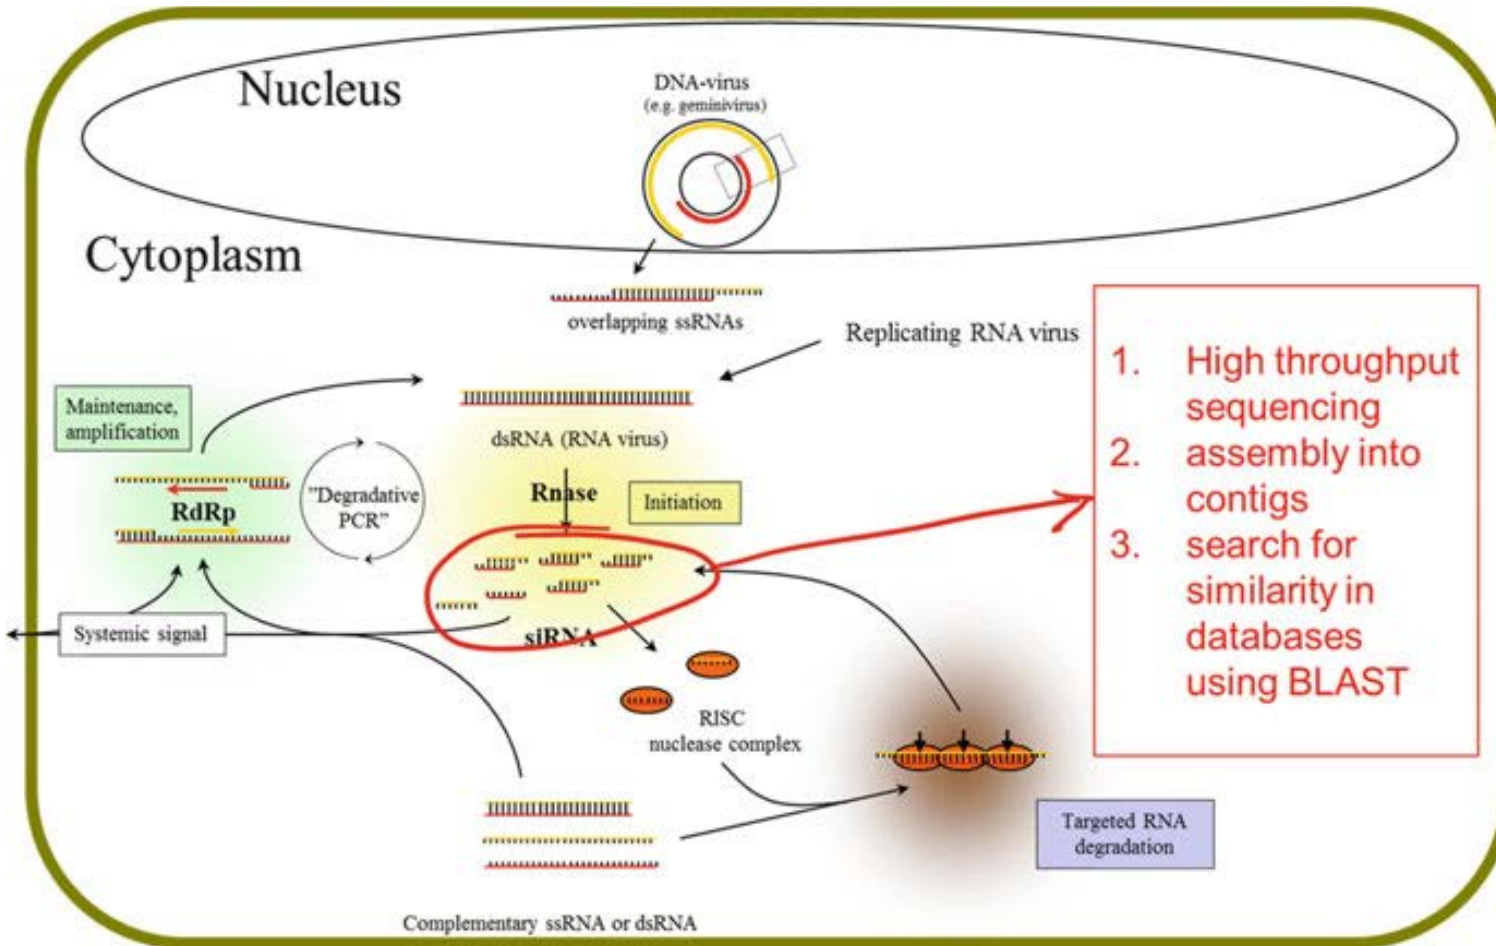 Nucleus
DNA-virus
(e.g. geminivirus)
Cytoplasm
overlapping ssRNAs
Replicating RNA virus
Maintenance,
amplification
dsRNA (RNA virus)
"Degradative
PCR"
Rnase
Initiation
RdRp
siRNA
Systemic signal
RISC
nuclease complex
Targeted RNA
degradation
Complementary ssRNA or dsRNA
1. High throughput
sequencing
2. assembly into
contigs
3. search for
similarity in
databases
using BLAST